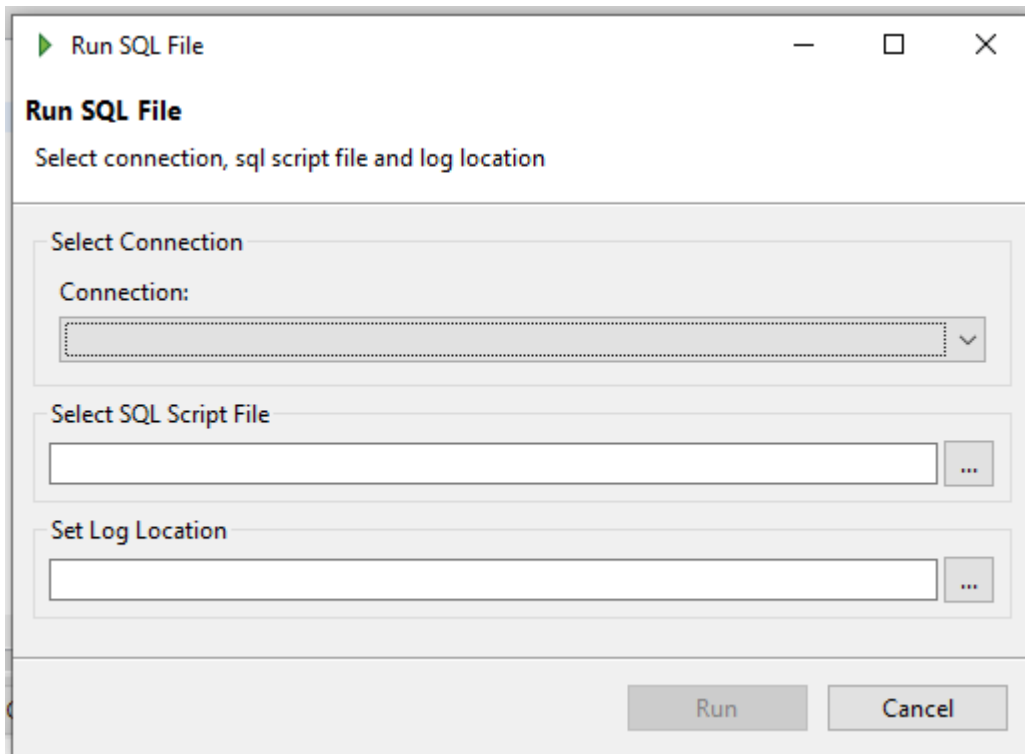 Run SQL File
Run SQL File
Select connection, sql script file and log location
Select Connection
Connection:
Select SQL Script File
...
Set Log Location
...
Run
Cancel